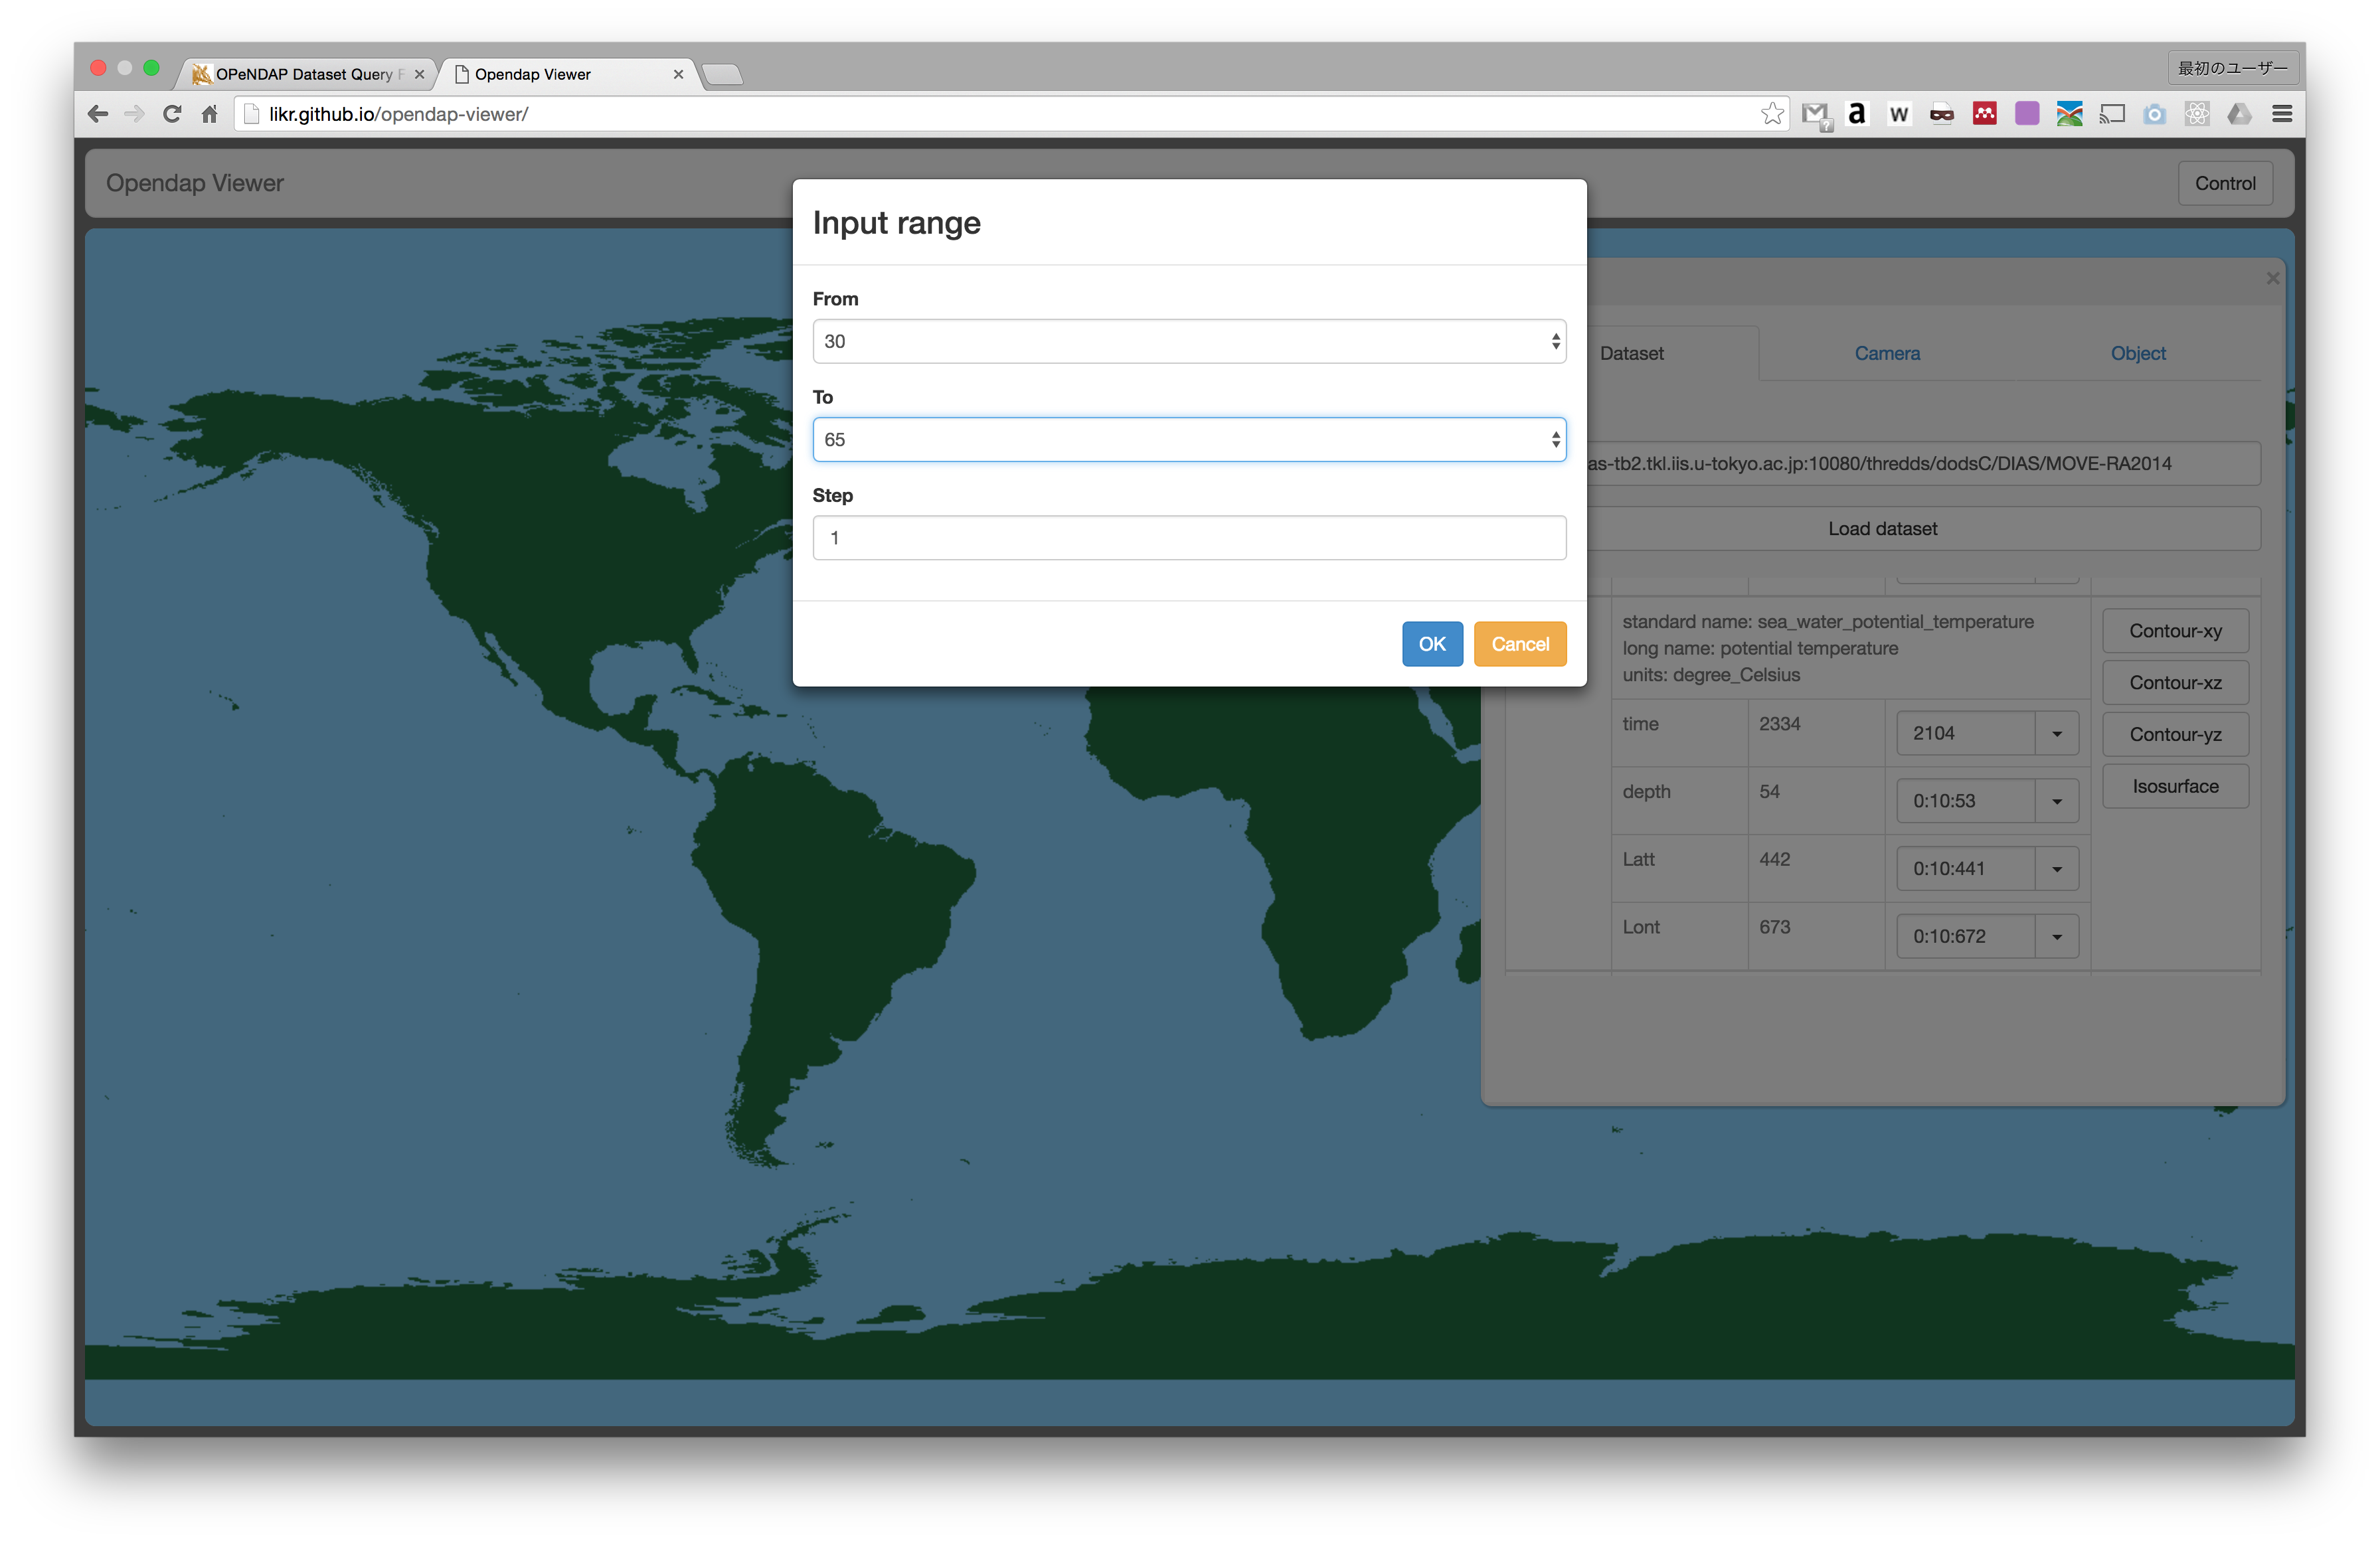 OPeNDAP Dataset Query F
Opendap Viewer
最初のユーザー
likr.github.io/opendap-viewer/
a
w
Opendap Viewer
Control
Input range
From
30
To
65
Step
1
OK
Cancel
Dataset
Camera
Object
as-tb2.tkl.iis.u-tokyo.ac.jp:10080/thredds/dodsC/DIAS/MOVE-RA2014
Load dataset
standard name: sea_water_potential_temperature
long name: potential temperature
units: degree_Celsius
Contour-xy
Contour-xz
Contour-yz
Isosurface
time 2334 2104
depth 54 0:10:53
Latt 442 0:10:441
Lont 673 0:10:672